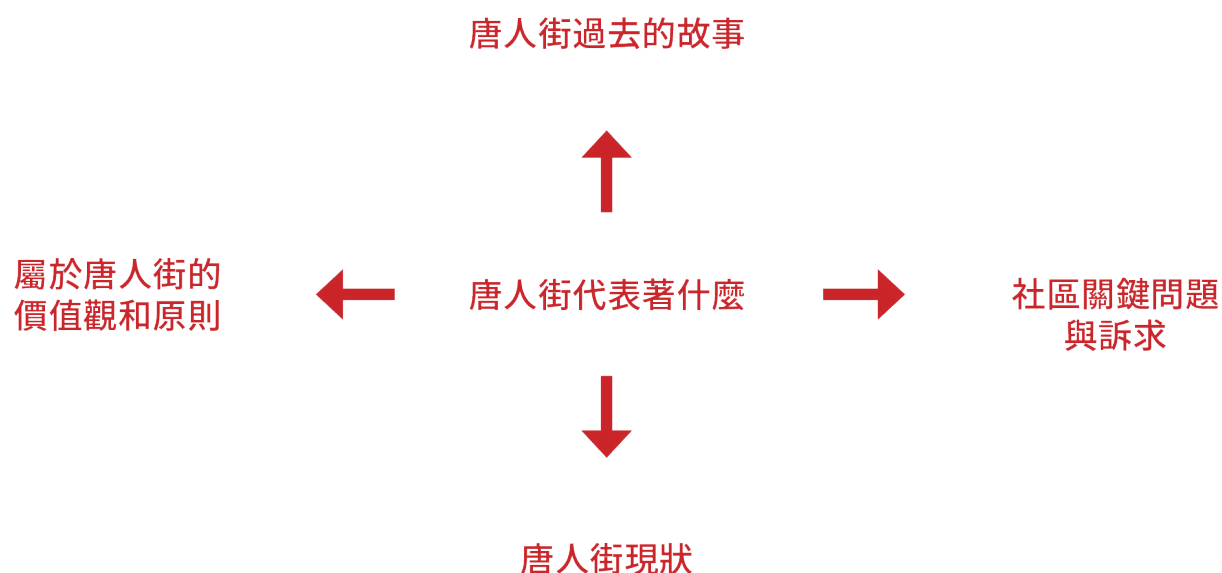 唐人街過去的故事
屬於唐人街的
價值觀和原則
唐人街代表著什麼
社區關鍵問題
與訴求
唐人街現狀